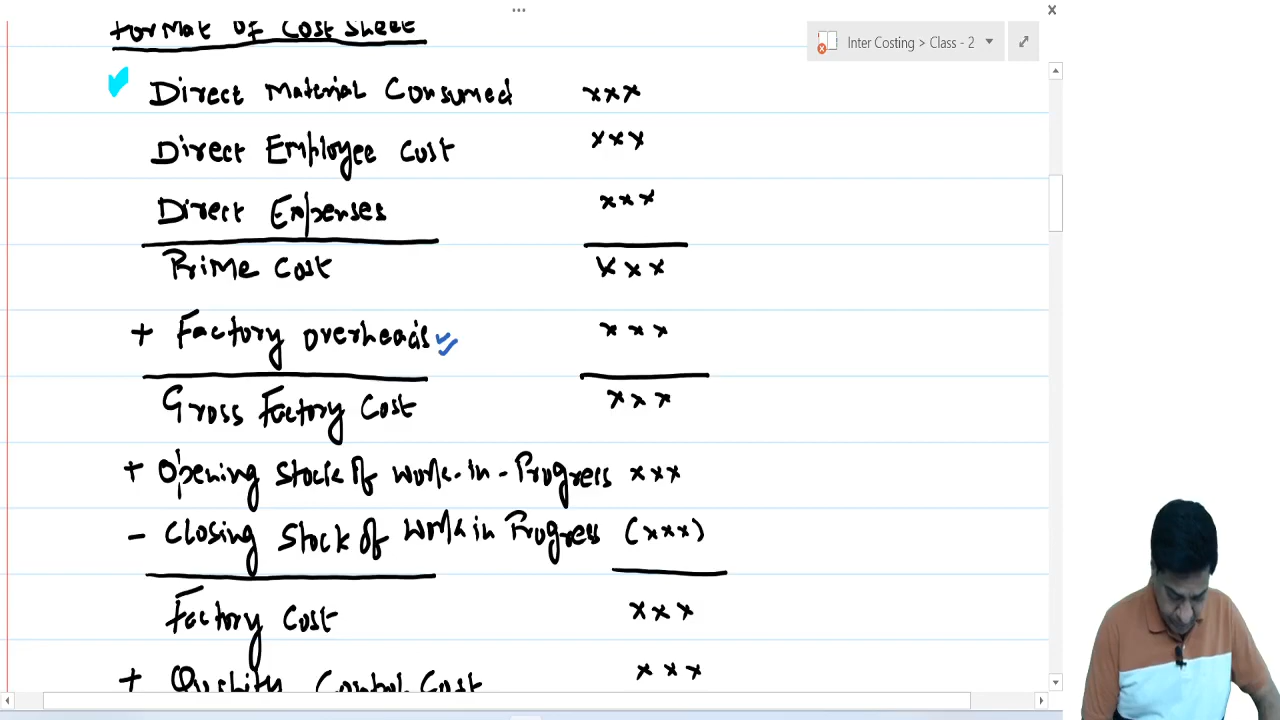 Format of Cost Sheet
Inter Costing > Class - 2
Direct Material Consumed xxx
Direct Employee Cost xxx
Direct Expenses xxx
Prime Cost xxx
+ Factory overheads xxx
Gross Factory Cost xxx
+ Opening Stock of Work-in-Progress xxx
- Closing Stock of Work in Progress (xxx)
Factory Cost xxx
+ Quality Control Cost xxx